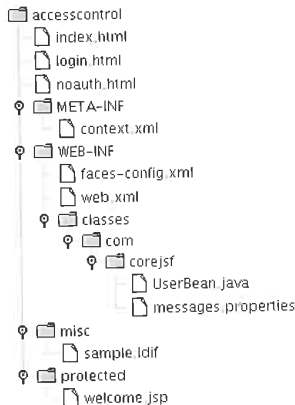 accesscontrol
index.html
login.html
noauth.html
META-INF
context.xml
WEB-INF
faces-config.xml
web.xml
classes
com
corejsf
UserBean.java
messages.properties
misc
sample.ldif
protected
welcome.jsp